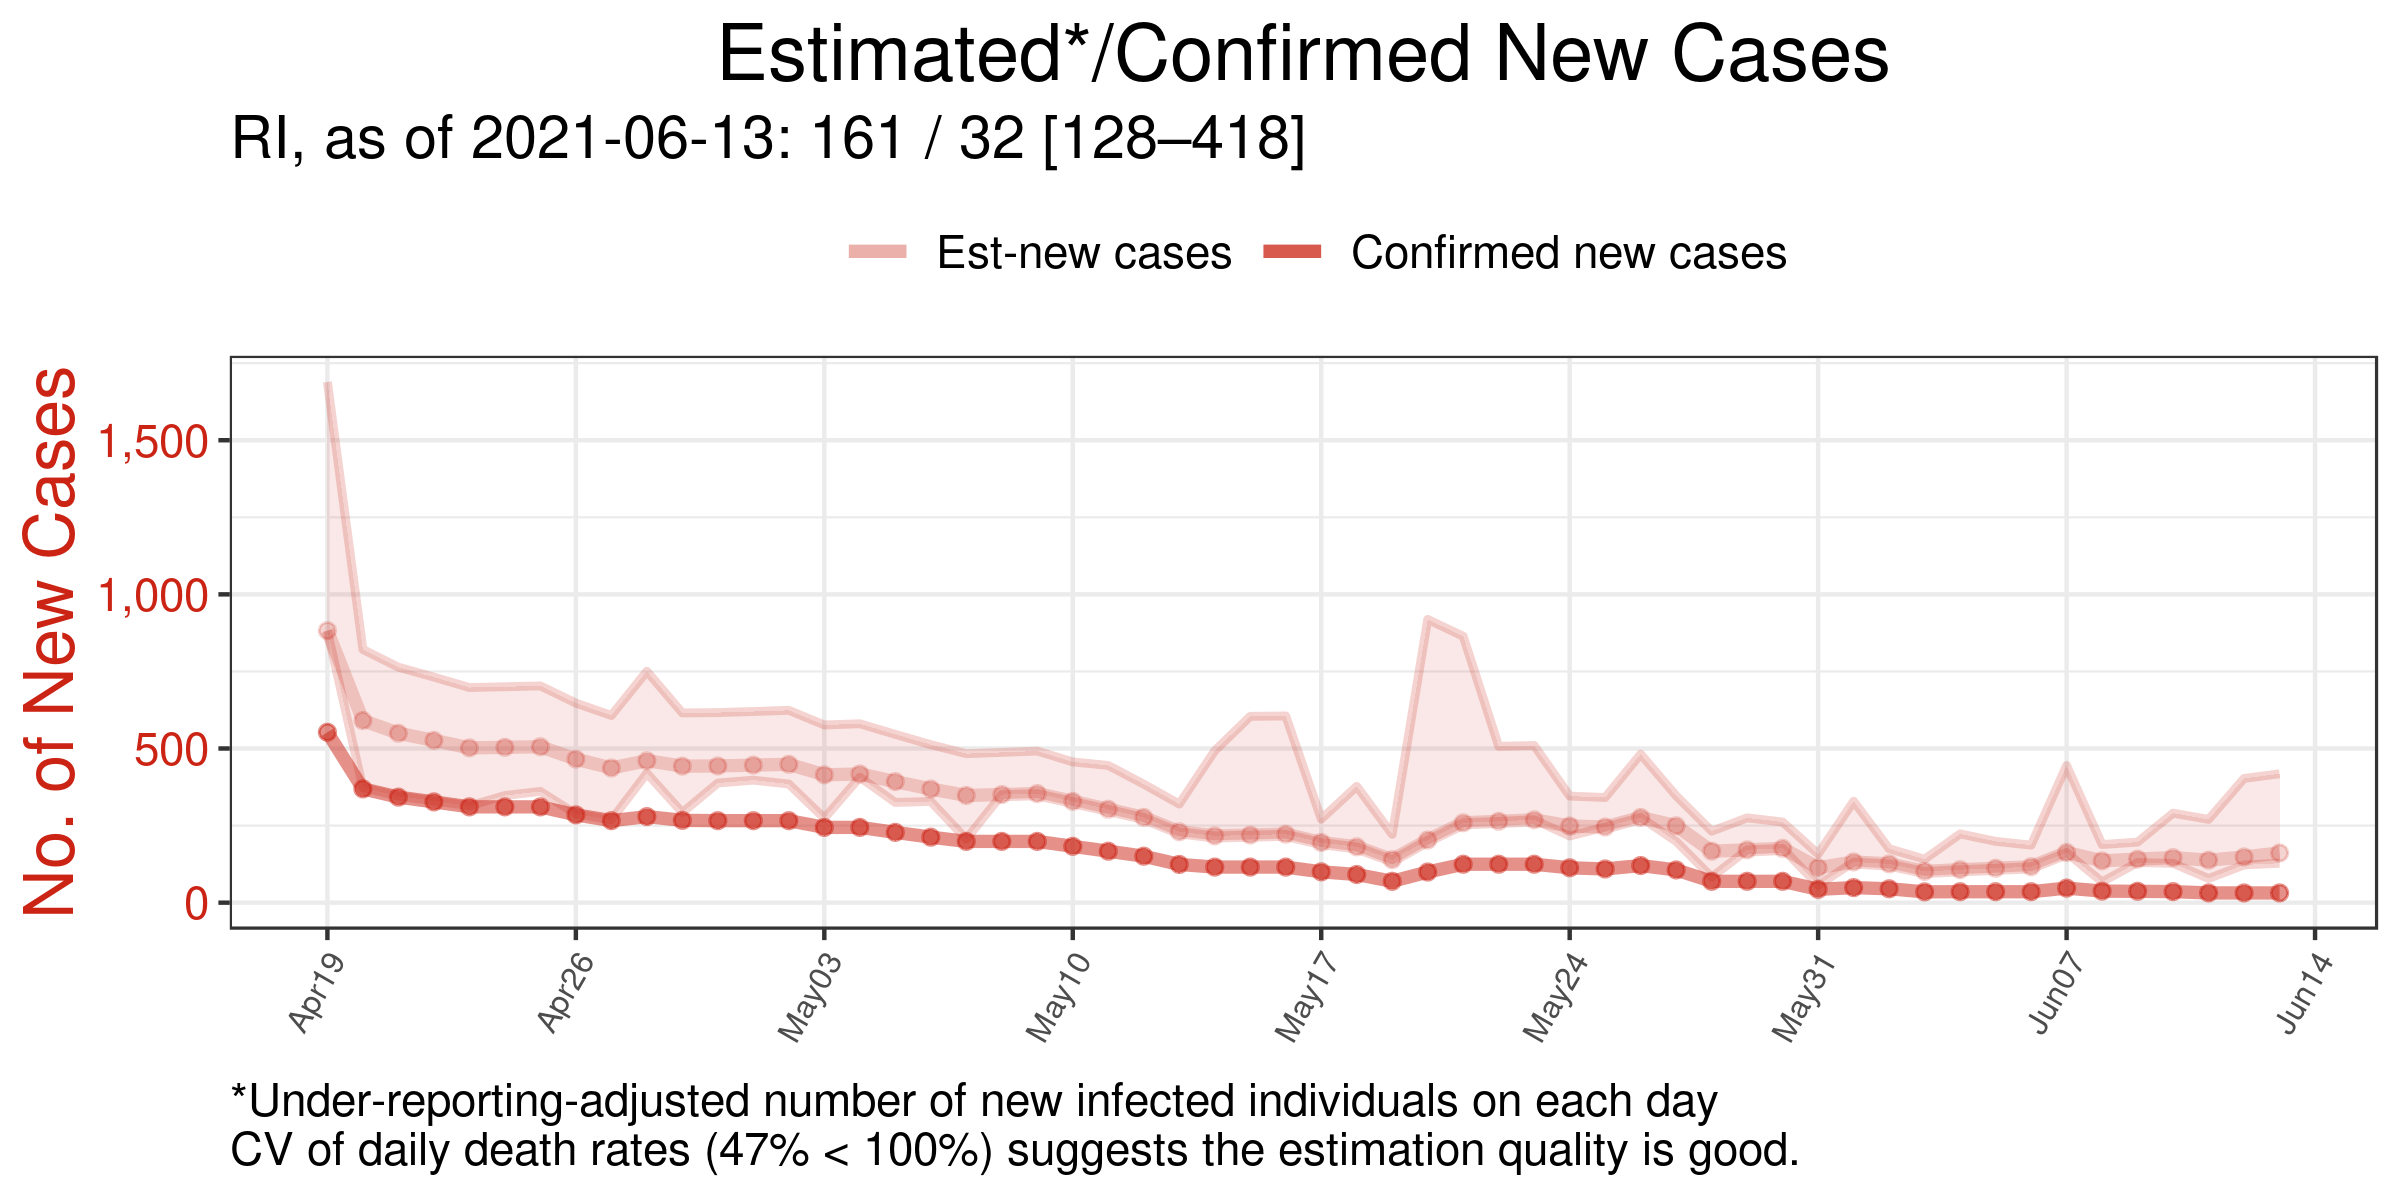 Estimated*/Confirmed New Cases
RI, as of 2021-06-13: 161 / 32 [128–418]
Est-new cases
Confirmed new cases
No. of New Cases
1,500
1,000
500
0
Apr19
Apr26
May03
May10
May17
May24
May31
Jun07
Jun14
*Under-reporting-adjusted number of new infected individuals on each day
CV of daily death rates (47% < 100%) suggests the estimation quality is good.